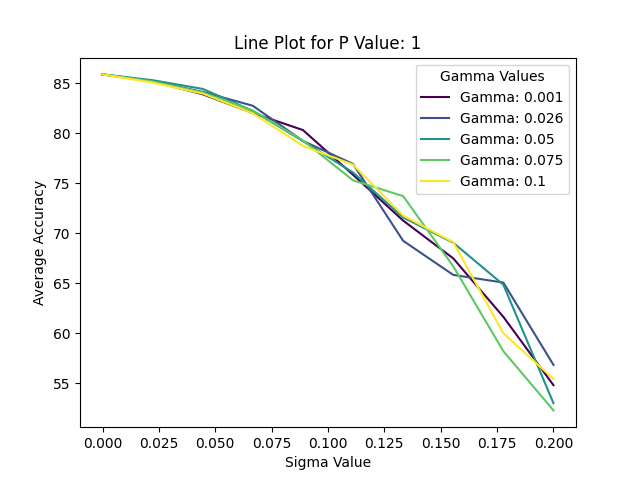 Line Plot for P Value: 1
Average Accuracy
85
80
75
70
65
60
55
Gamma Values
Gamma: 0.001
Gamma: 0.026
Gamma: 0.05
Gamma: 0.075
Gamma: 0.1
0.000 0.025 0.050 0.075 0.100 0.125 0.150 0.175 0.200
Sigma Value